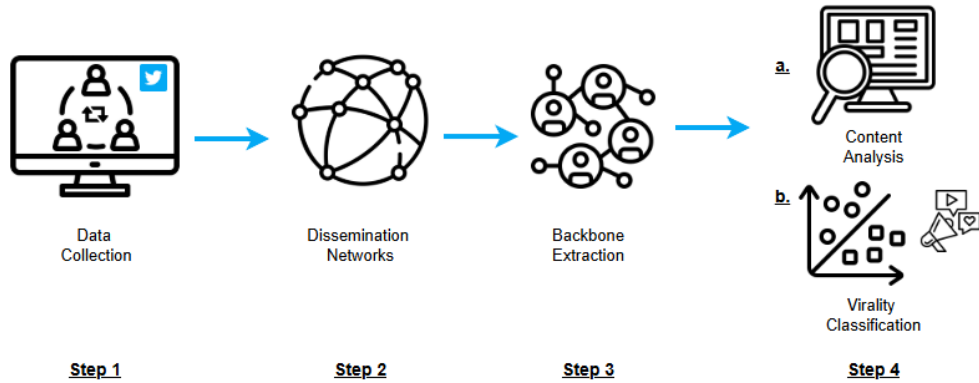 a.
Content
Analysis
b.
Data
Collection
Dissemination
Networks
Backbone
Extraction
Virality
Classification
Step 1
Step 2
Step 3
Step 4